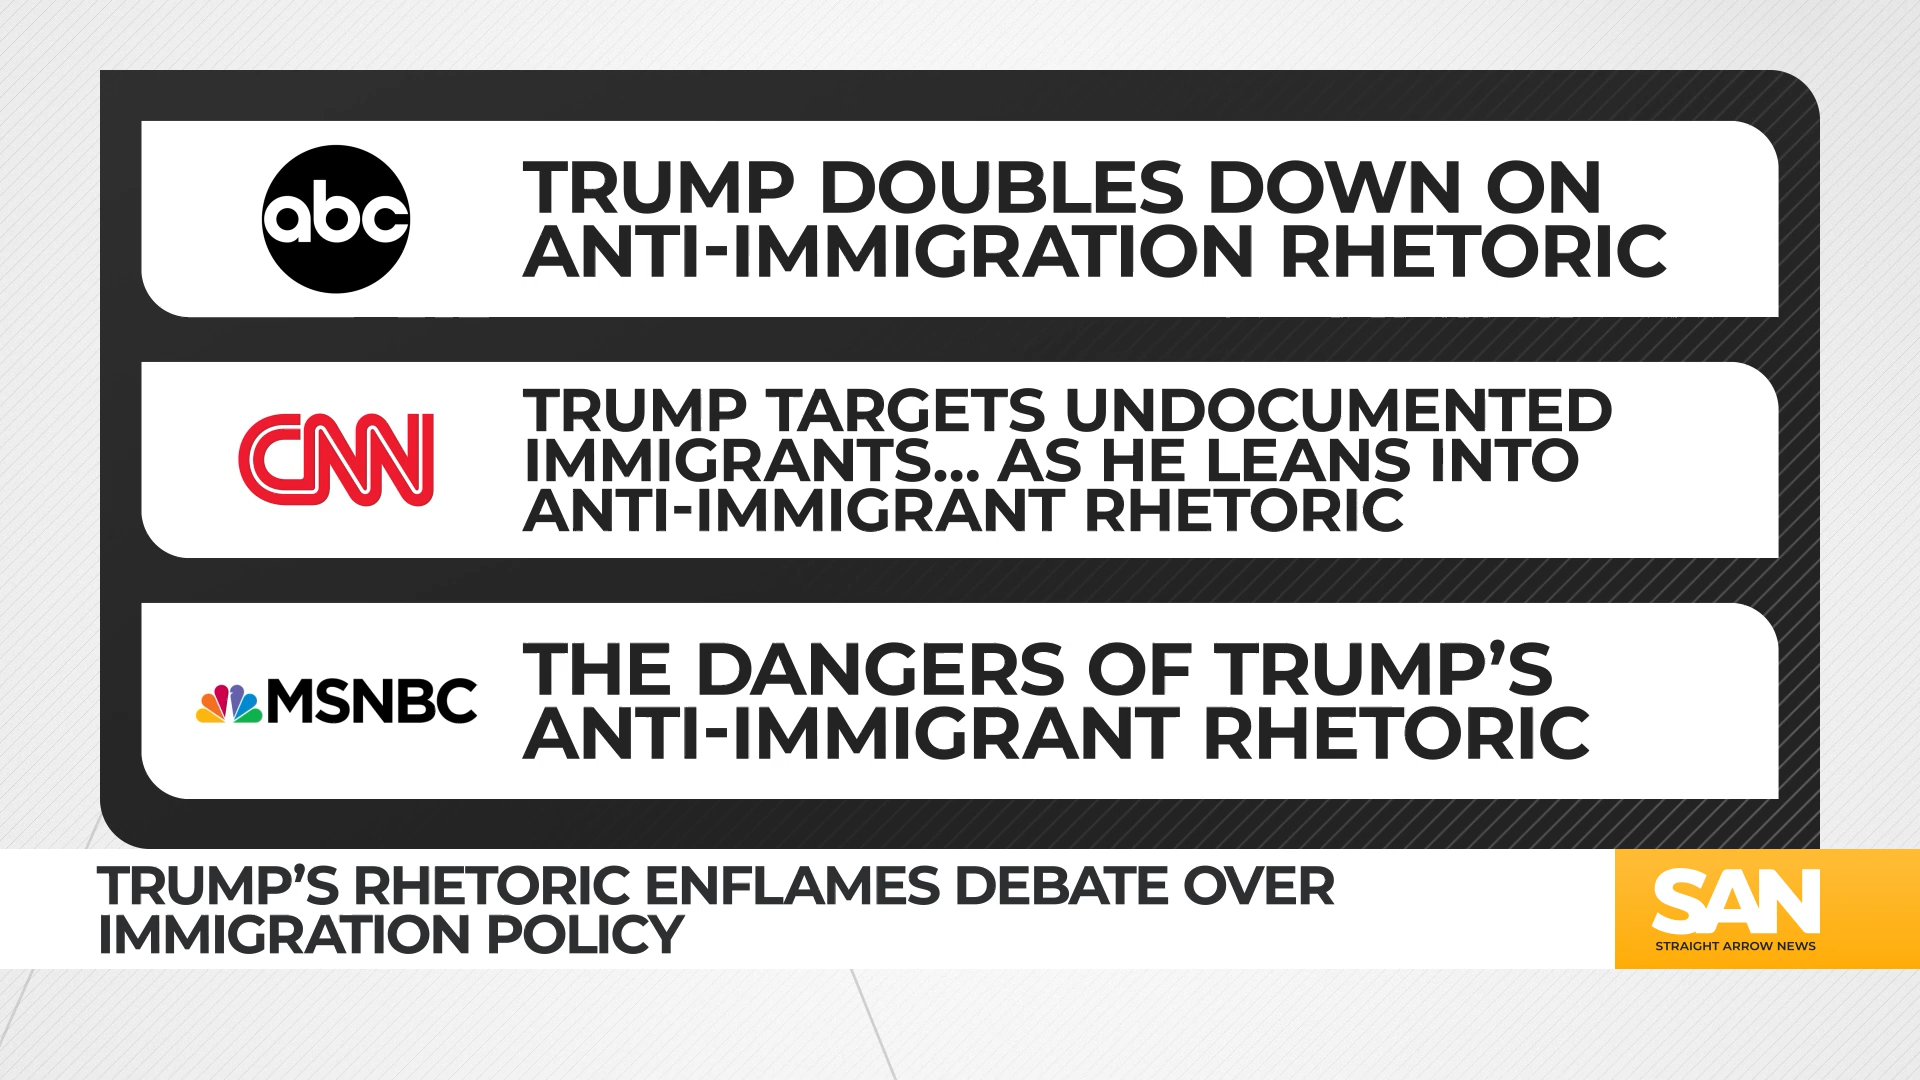 abc
TRUMP DOUBLES DOWN ON
ANTI-IMMIGRATION RHETORIC
CNN
TRUMP TARGETS UNDOCUMENTED
IMMIGRANTS... AS HE LEANS INTO
ANTI-IMMIGRANT RHETORIC
MSNBC
THE DANGERS OF TRUMP’S
ANTI-IMMIGRANT RHETORIC
TRUMP’S RHETORIC ENFLAMES DEBATE OVER
IMMIGRATION POLICY
SAN
STRAIGHT ARROW NEWS